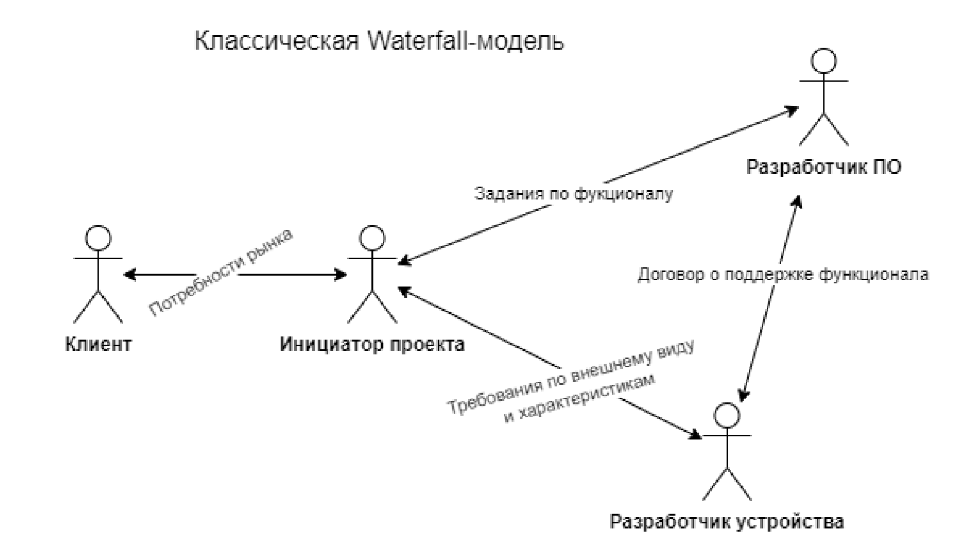 Классическая Waterfall-модель
Разработчик ПО
Задания по фукционалу
Потребности рынка
Договор о поддержке функционала
Клиент
Инициатор проекта
Требования по внешнему виду
и характеристикам
Разработчик устройства